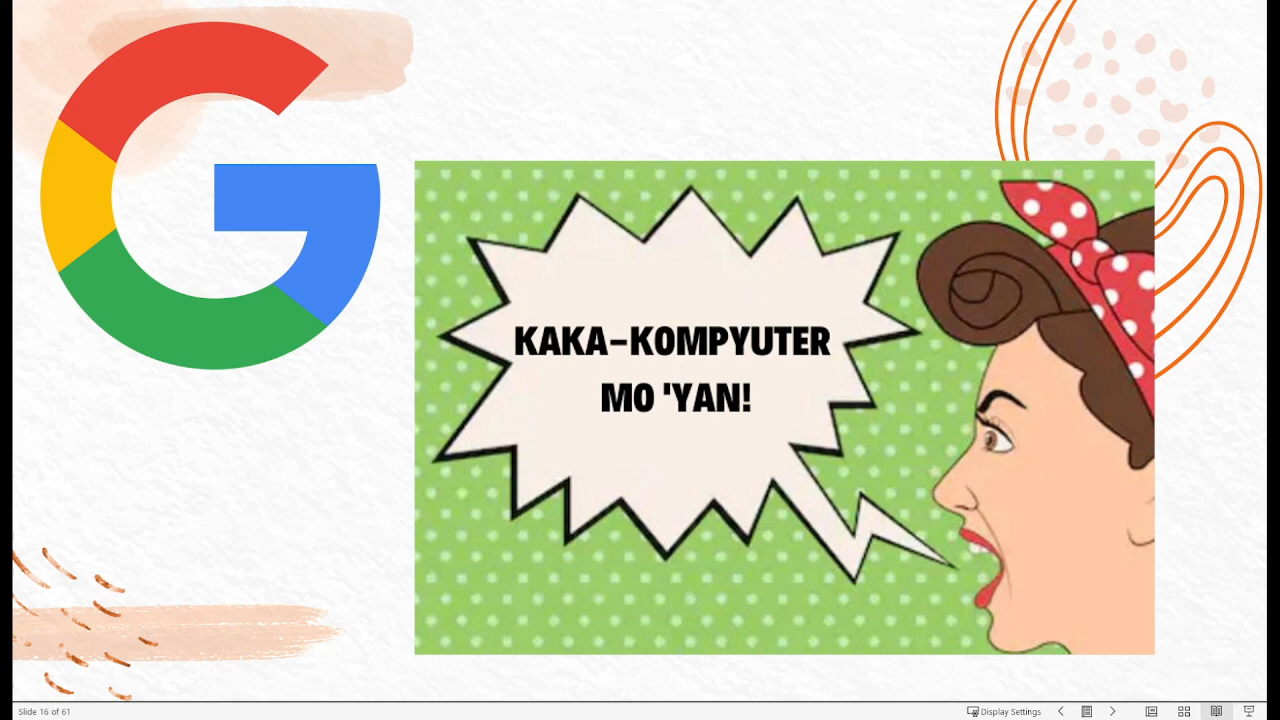 KAKA-KOMPYUTER
MO 'YAN!
Slide 16 of 61
Display Settings